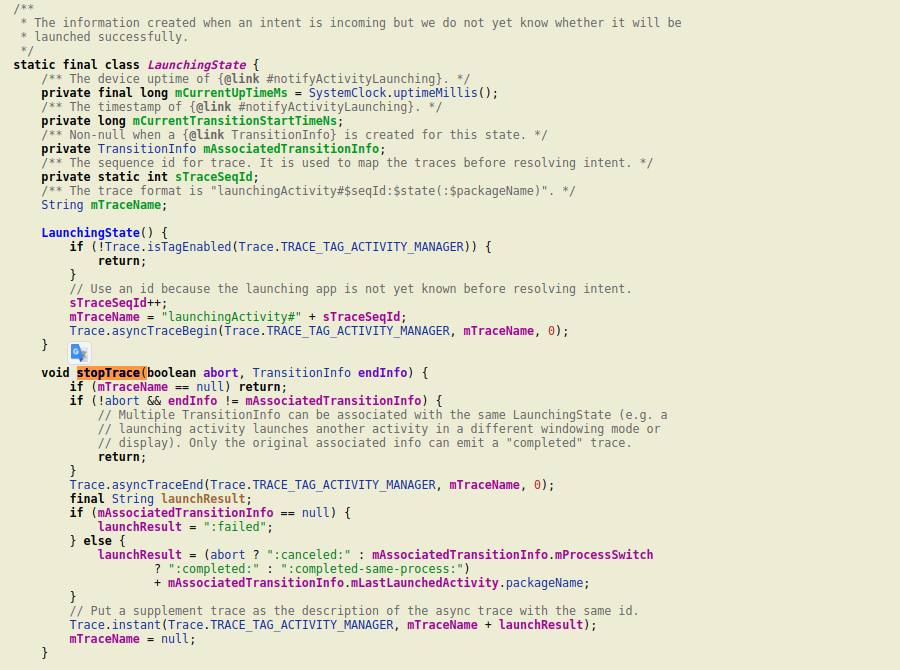 /**
 * The information created when an intent is incoming but we do not yet know whether it will be
 * launched successfully.
 */
static final class LaunchingState {
    /** The device uptime of {@link #notifyActivityLaunching}. */
    private final long mCurrentUpTimeMs = SystemClock.uptimeMillis();
    /** The timestamp of {@link #notifyActivityLaunching}. */
    private long mCurrentTransitionStartTimeNs;
    /** Non-null when a {@link TransitionInfo} is created for this state. */
    private TransitionInfo mAssociatedTransitionInfo;
    /** The sequence id for trace. It is used to map the traces before resolving intent. */
    private static int sTraceSeqId;
    /** The trace format is "launchingActivity#$seqId:$state(:$packageName)". */
    String mTraceName;

    LaunchingState() {
        if (!Trace.isTagEnabled(Trace.TRACE_TAG_ACTIVITY_MANAGER)) {
            return;
        }
        // Use an id because the launching app is not yet known before resolving intent.
        sTraceSeqId++;
        mTraceName = "launchingActivity#" + sTraceSeqId;
        Trace.asyncTraceBegin(Trace.TRACE_TAG_ACTIVITY_MANAGER, mTraceName, 0);
    }

    void stopTrace(boolean abort, TransitionInfo endInfo) {
        if (mTraceName == null) return;
        if (!abort && endInfo != mAssociatedTransitionInfo) {
            // Multiple TransitionInfo can be associated with the same LaunchingState (e.g. a
            // launching activity launches another activity in a different windowing mode or
            // display). Only the original associated info can emit a "completed" trace.
            return;
        }
        Trace.asyncTraceEnd(Trace.TRACE_TAG_ACTIVITY_MANAGER, mTraceName, 0);
        final String launchResult;
        if (mAssociatedTransitionInfo == null) {
            launchResult = ":failed";
        } else {
            launchResult = (abort ? ":canceled:" : mAssociatedTransitionInfo.mProcessSwitch
                    ? ":completed:" : ":completed-same-process:")
                    + mAssociatedTransitionInfo.mLastLaunchedActivity.packageName;
        }
        // Put a supplement trace as the description of the async trace with the same id.
        Trace.instant(Trace.TRACE_TAG_ACTIVITY_MANAGER, mTraceName + launchResult);
        mTraceName = null;
    }